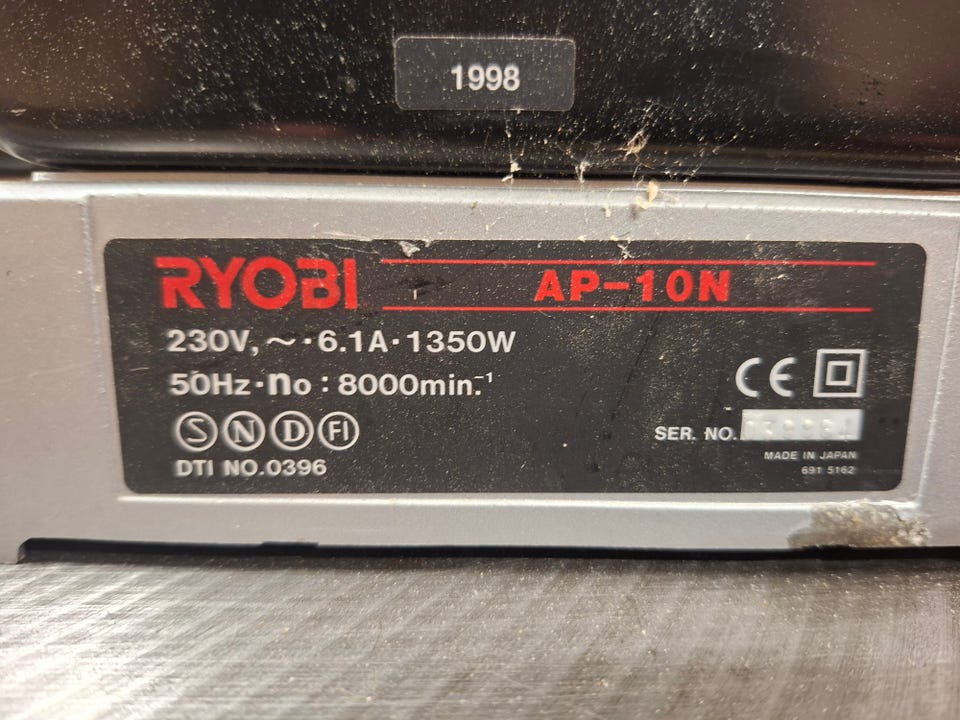 1998
RYOBI AP-10N
230V, ～·6.1A·1350W
50Hz·no : 8000min.⁻¹
CE
S N D FI
SER. NO.
DTI NO.0396
MADE IN JAPAN
691 5162